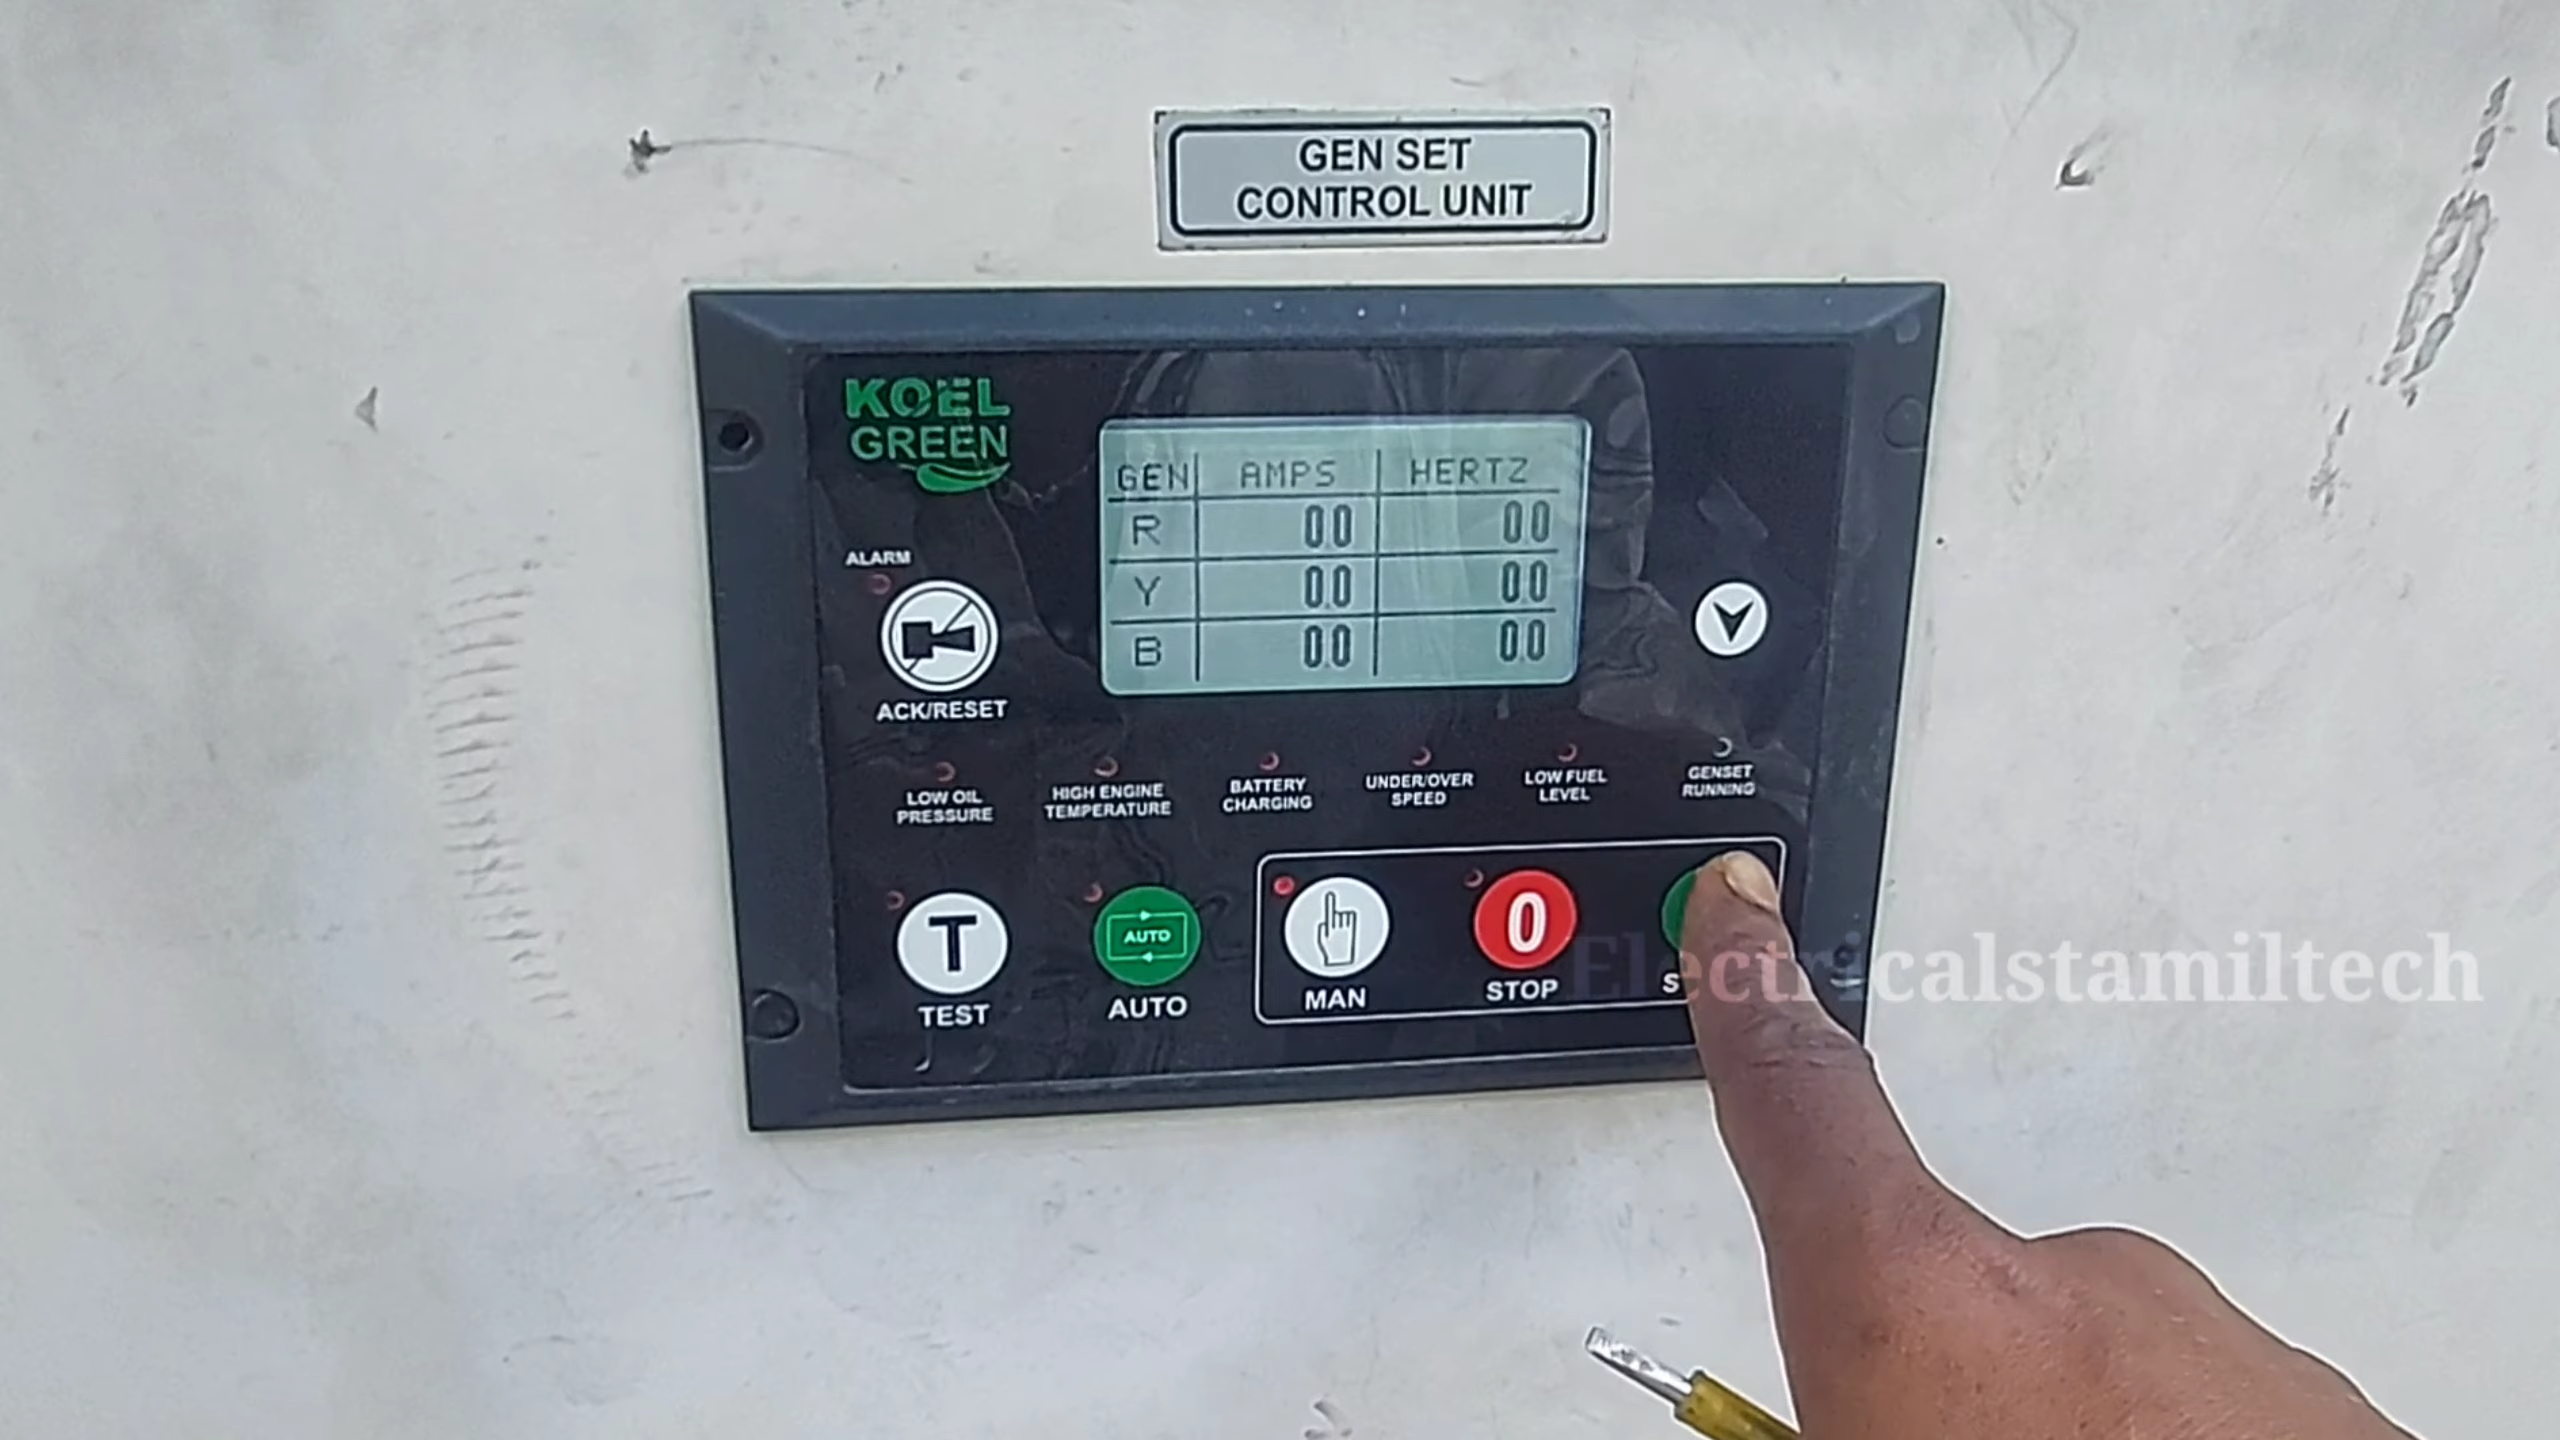 GEN SET
CONTROL UNIT
KOEL
GREEN
GEN AMPS HERTZ
R 0.0 0.0
Y 0.0 0.0
B 0.0 0.0
ALARM
ACK/RESET
LOW OIL
PRESSURE
HIGH ENGINE
TEMPERATURE
BATTERY
CHARGING
UNDER/OVER
SPEED
LOW FUEL
LEVEL
GENSET
RUNNING
T
TEST
AUTO
AUTO
MAN
0
STOP
Electricalstamiltech